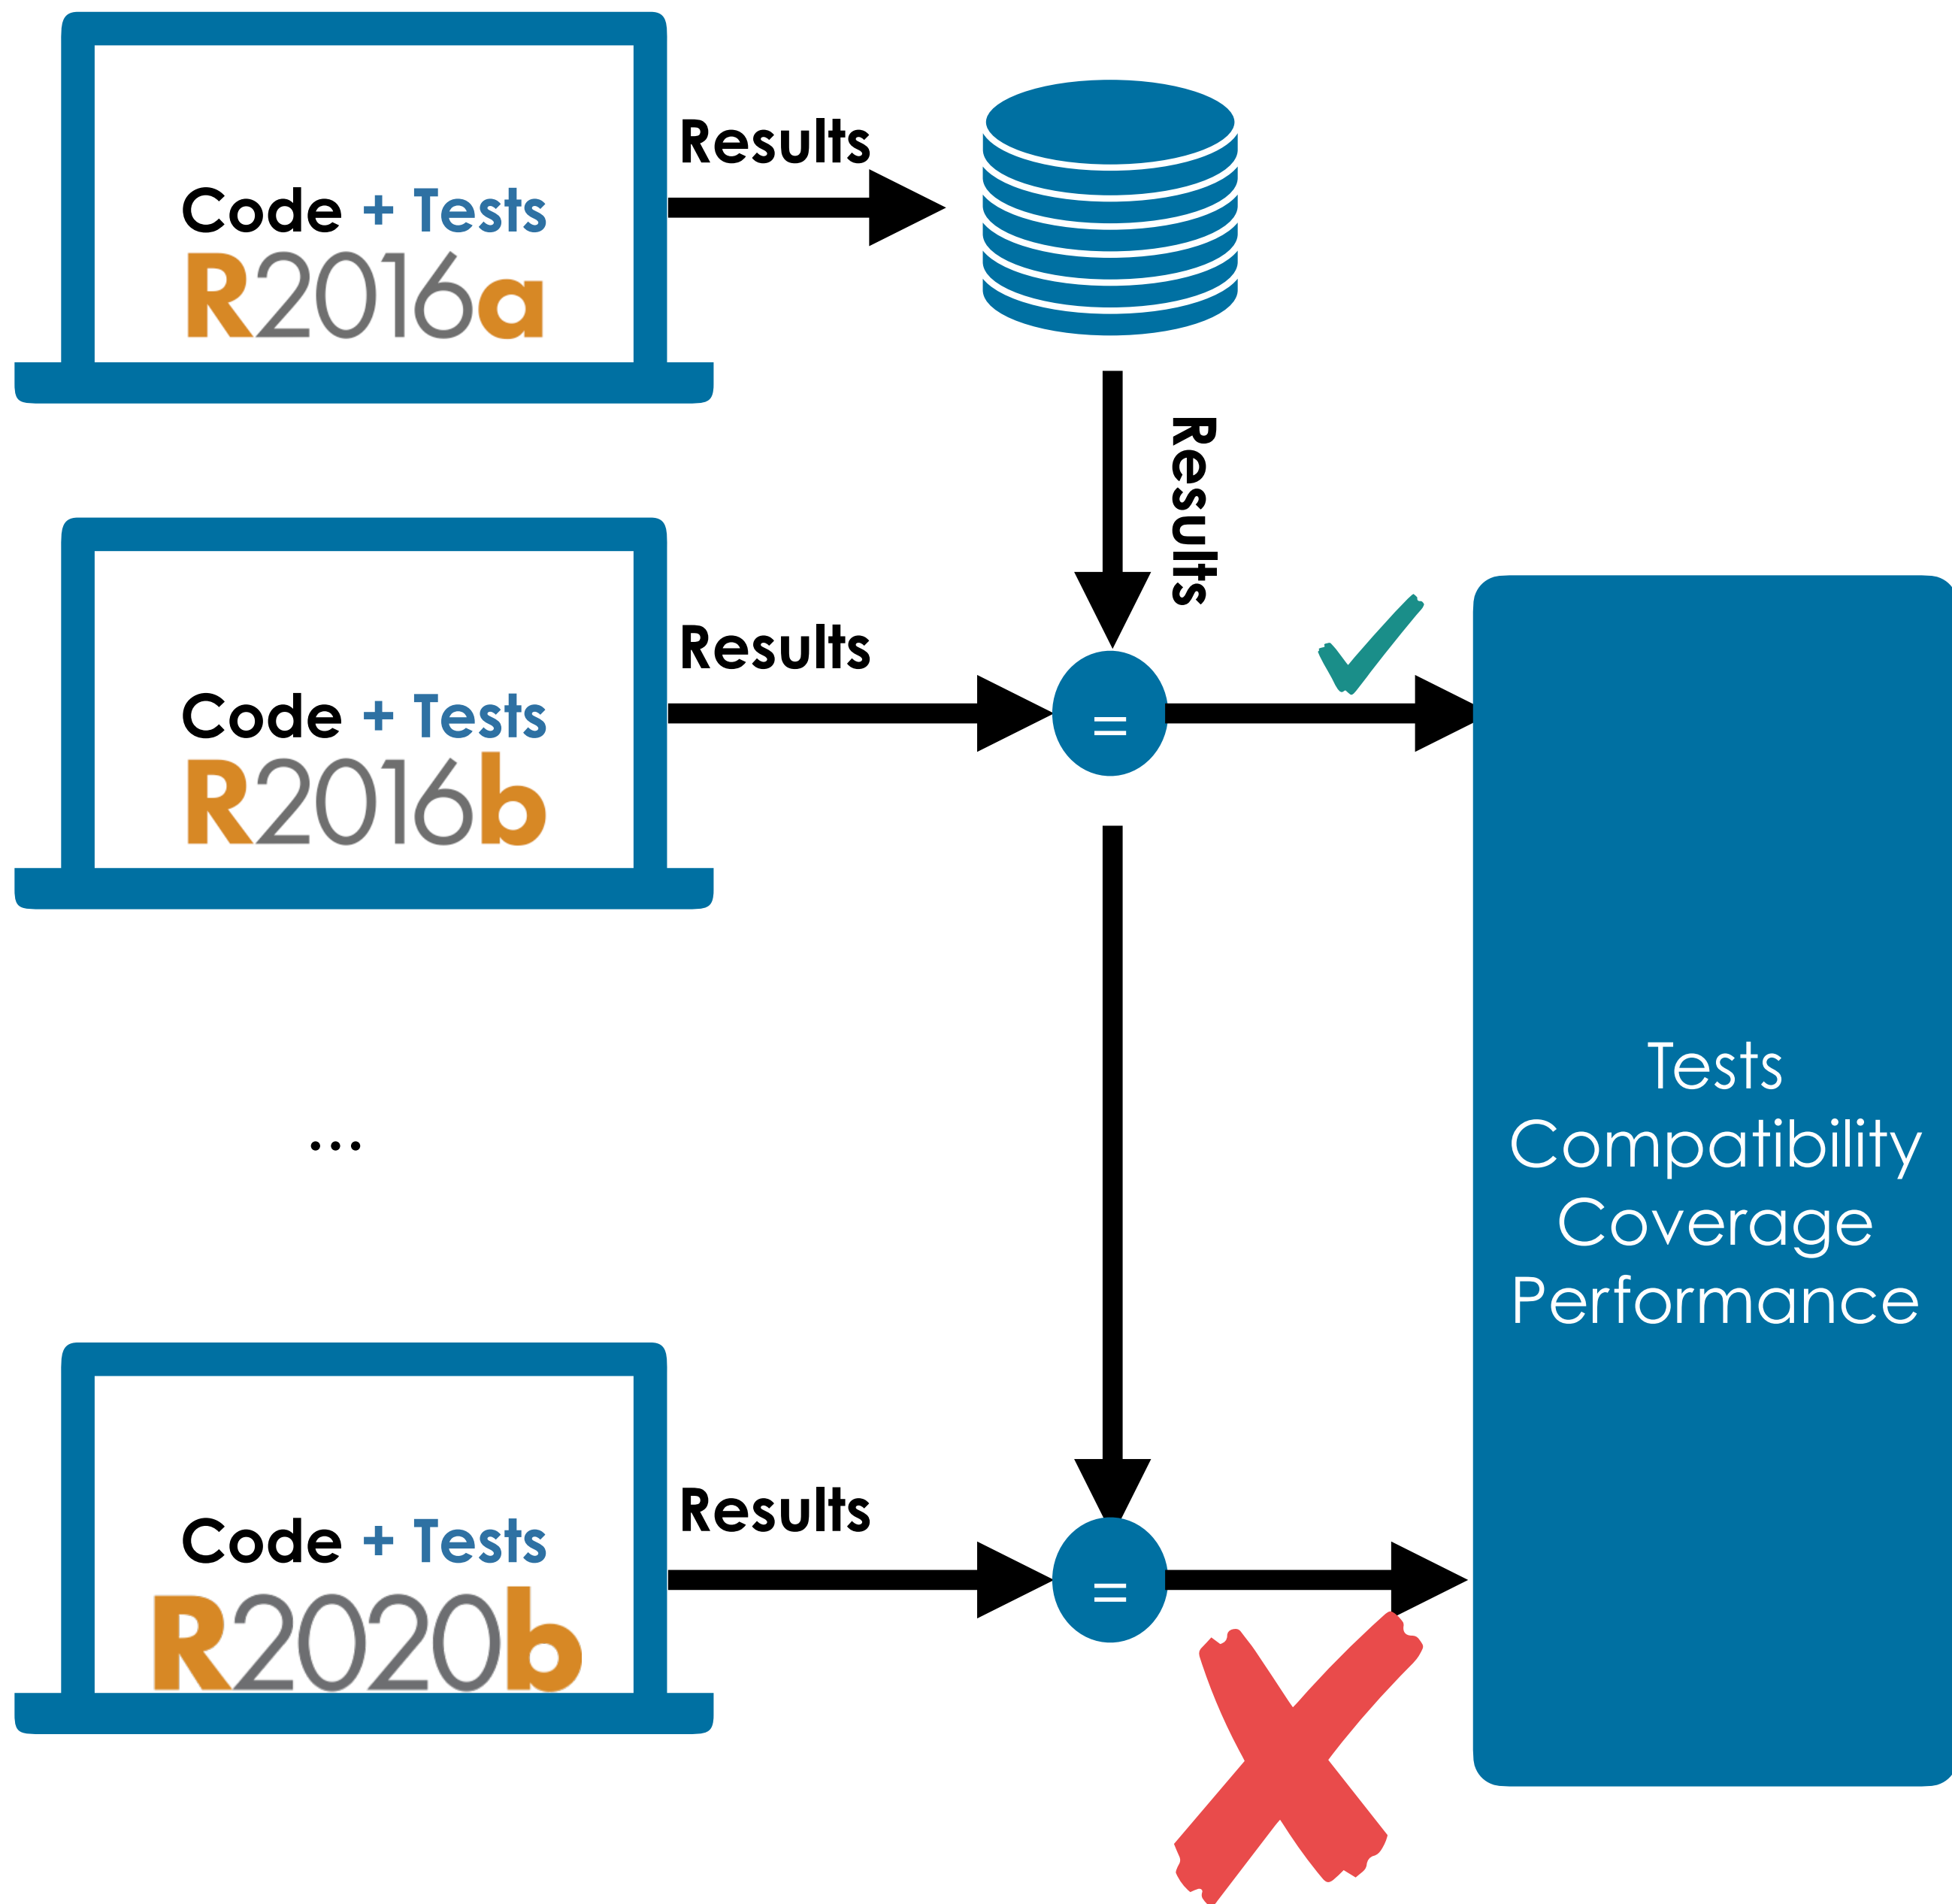 Results
Code + Tests
R2016a
Results
Results
Code + Tests
R2016b
=
...
Tests
Compatibility
Coverage
Performance
Results
Code + Tests
R2020b
=